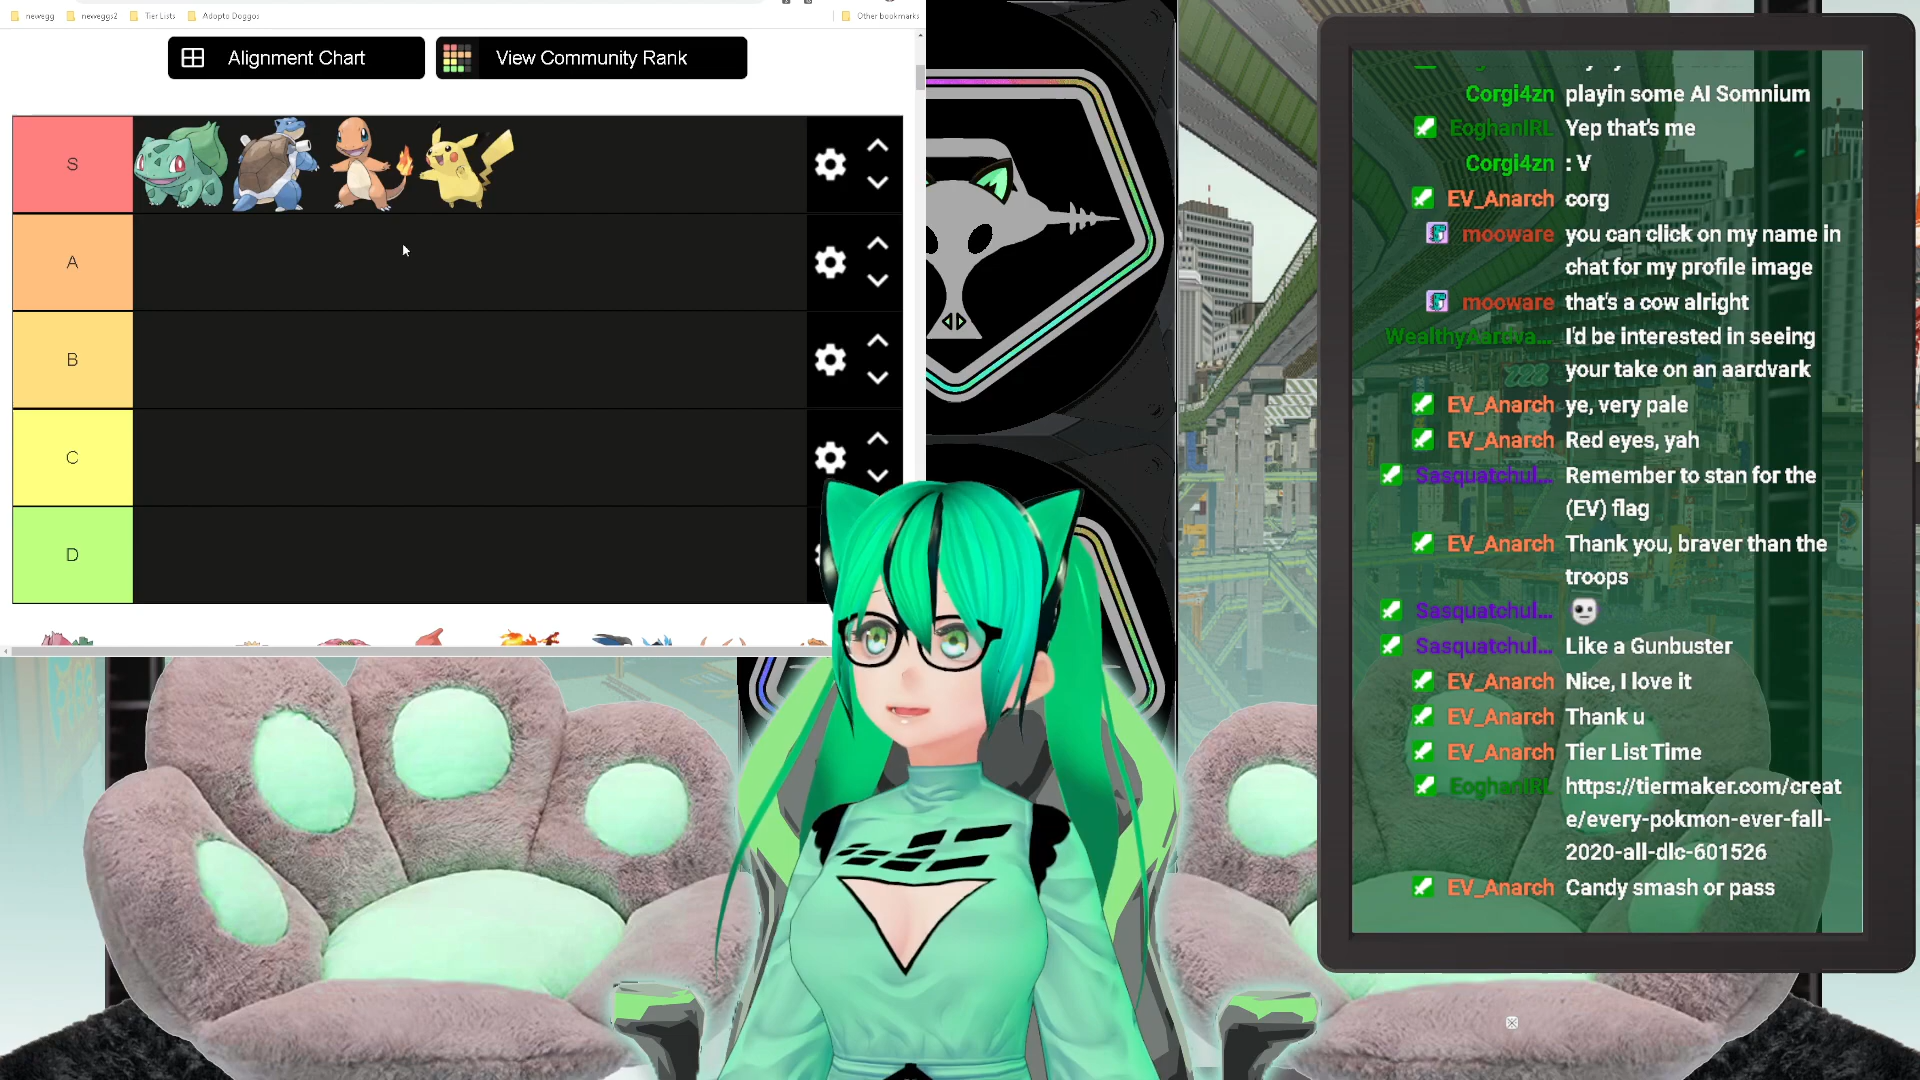 newegg
neweggs2
Tier Lists
Adopto Doggos
Other bookmarks
Alignment Chart
View Community Rank
S
A
B
C
D
Corgi4zn playin some AI Somnium
EoghanIRL Yep that's me
Corgi4zn : V
EV_Anarch corg
mooware you can click on my name in
chat for my profile image
mooware that's a cow alright
WealthyAardva... I'd be interested in seeing
your take on an aardvark
EV_Anarch ye, very pale
EV_Anarch Red eyes, yah
Sasquatchul... Remember to stan for the
(EV) flag
EV_Anarch Thank you, braver than the
troops
Sasquatchul...
Sasquatchul... Like a Gunbuster
EV_Anarch Nice, I love it
EV_Anarch Thank u
EV_Anarch Tier List Time
EoghanIRL https://tiermaker.com/creat
e/every-pokmon-ever-fall-
2020-all-dlc-601526
EV_Anarch Candy smash or pass